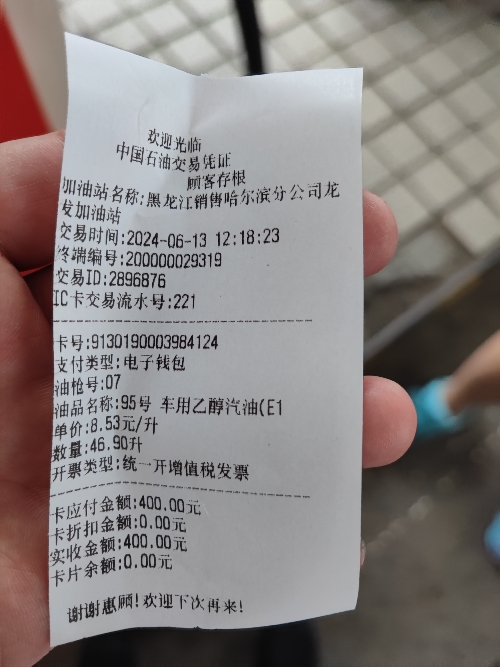 欢迎光临
中国石油交易凭证
顾客存根
加油站名称:黑龙江销售哈尔滨分公司龙
发加油站
交易时间:2024-06-13 12:18:23
终端编号:200000029319
交易ID:2896876
IC卡交易流水号:221
卡号:9130190003984124
支付类型:电子钱包
油枪号:07
油品名称:95号 车用乙醇汽油(E1
单价:8.53元/升
数量:46.90升
开票类型:统一开增值税发票
卡应付金额:400.00元
卡折扣金额:0.00元
实收金额:400.00元
卡片余额:0.00元
谢谢惠顾!欢迎下次再来!